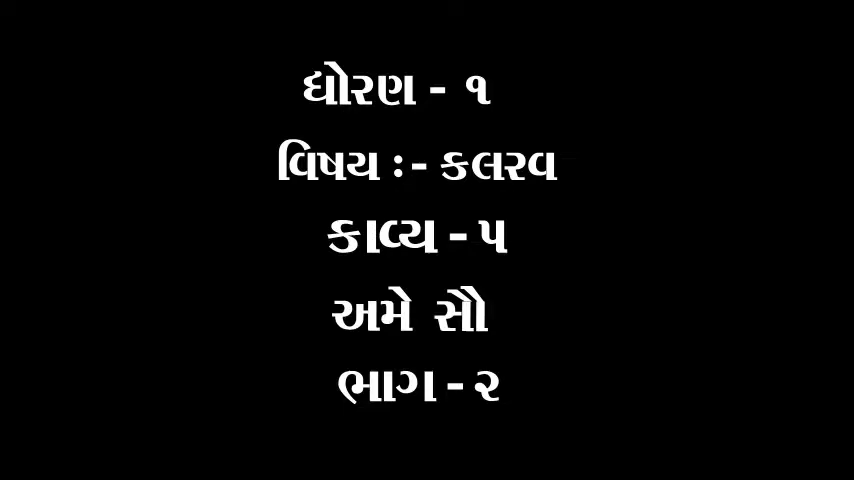 ધોરણ - ૧
વિષય :- કલરવ
કાવ્ય - ૫
અમે સૌ
ભાગ - ૨